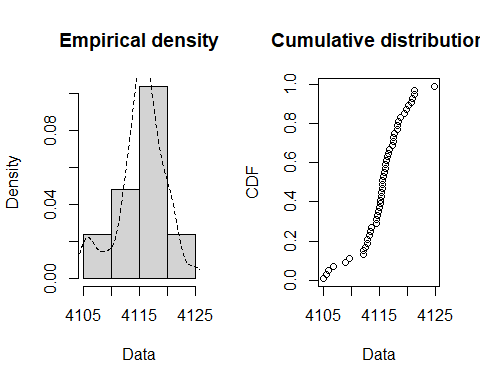 Empirical density
Density
0.00
0.04
0.08
4105
4115
4125
Data
Cumulative distribution
CDF
0.0
0.2
0.4
0.6
0.8
1.0
4105
4115
4125
Data